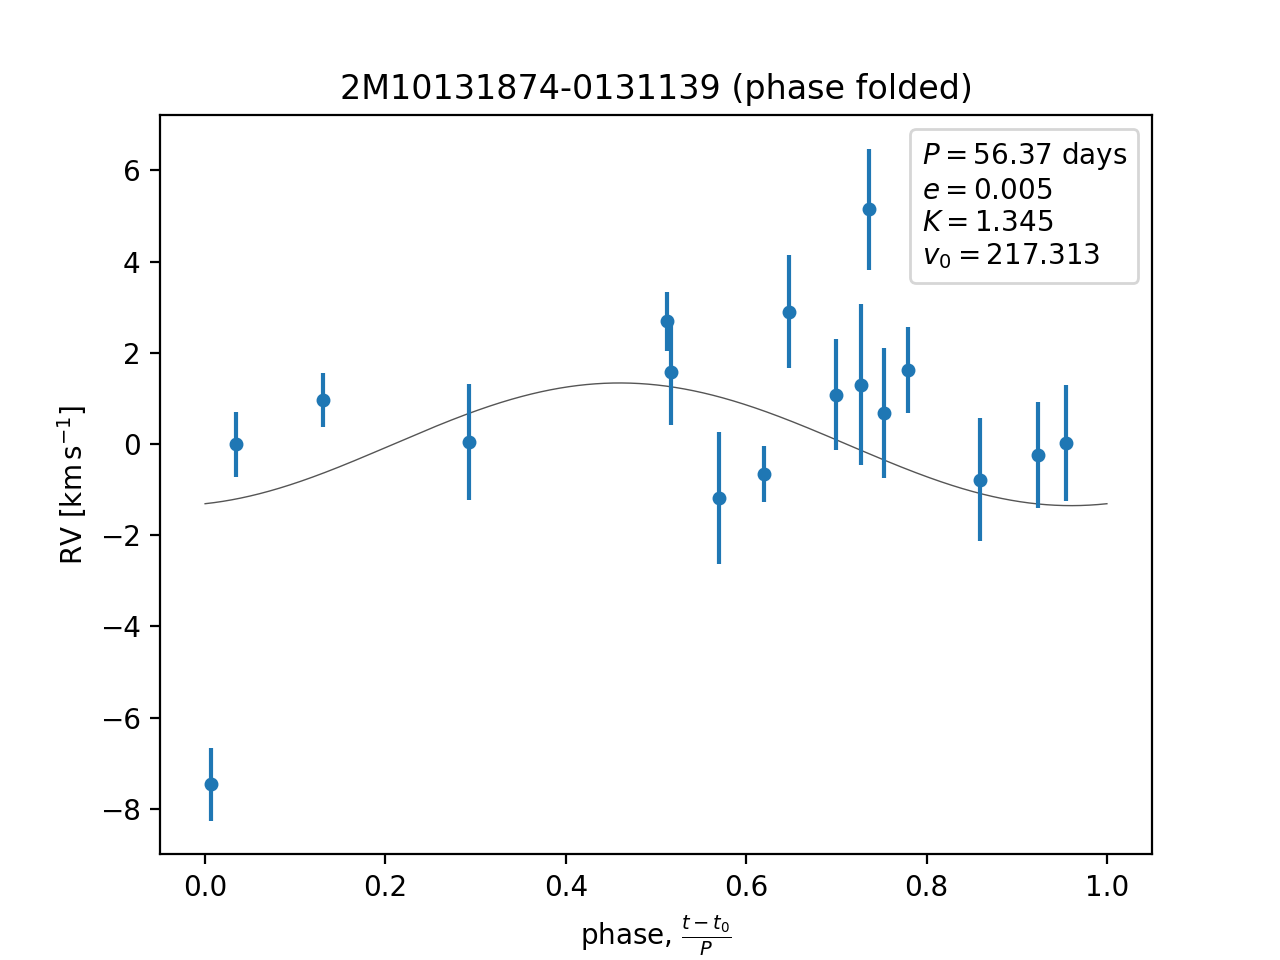 2M10131874-0131139 (phase folded)
P = 56.37 days
e = 0.005
K = 1.345
v₀ = 217.313
RV [km s⁻¹]
6
4
2
0
−2
−4
−6
−8
0.0 0.2 0.4 0.6 0.8 1.0
phase, (t − t₀)/P